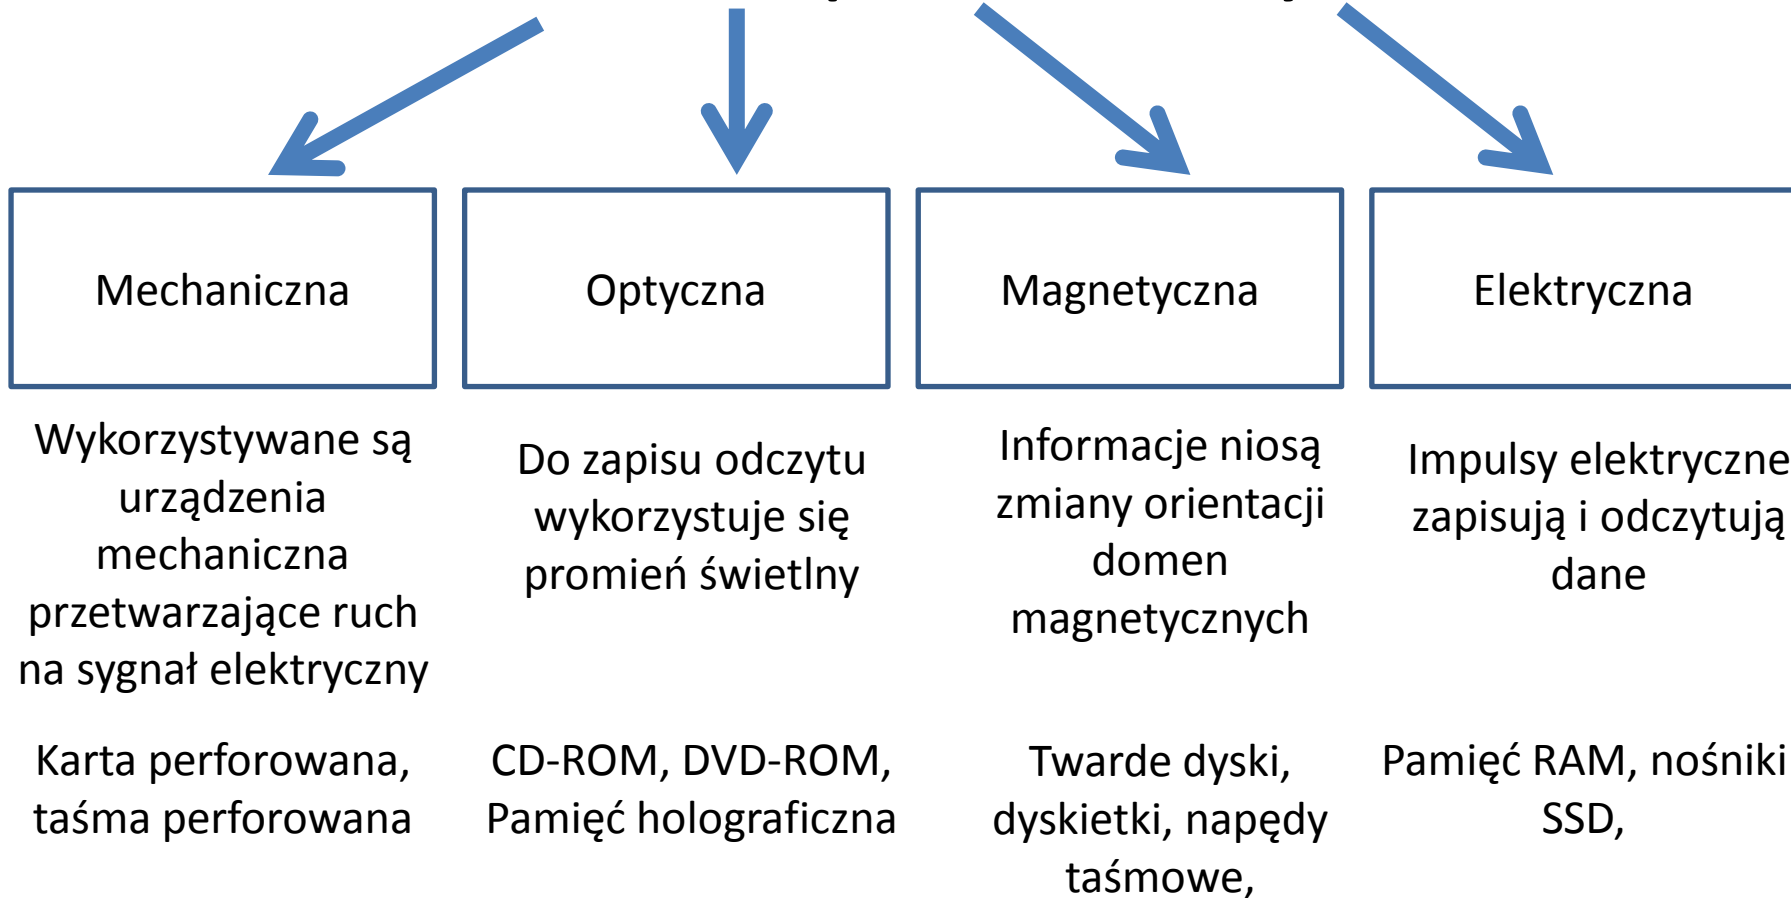 Mechaniczna
Optyczna
Magnetyczna
Elektryczna
Wykorzystywane są
urządzenia
mechaniczna
przetwarzające ruch
na sygnał elektryczny
Do zapisu odczytu
wykorzystuje się
promień świetlny
Informacje niosą
zmiany orientacji
domen
magnetycznych
Impulsy elektryczne
zapisują i odczytują
dane
Karta perforowana,
taśma perforowana
CD-ROM, DVD-ROM,
Pamięć holograficzna
Twarde dyski,
dyskietki, napędy
taśmowe,
Pamięć RAM, nośniki
SSD,